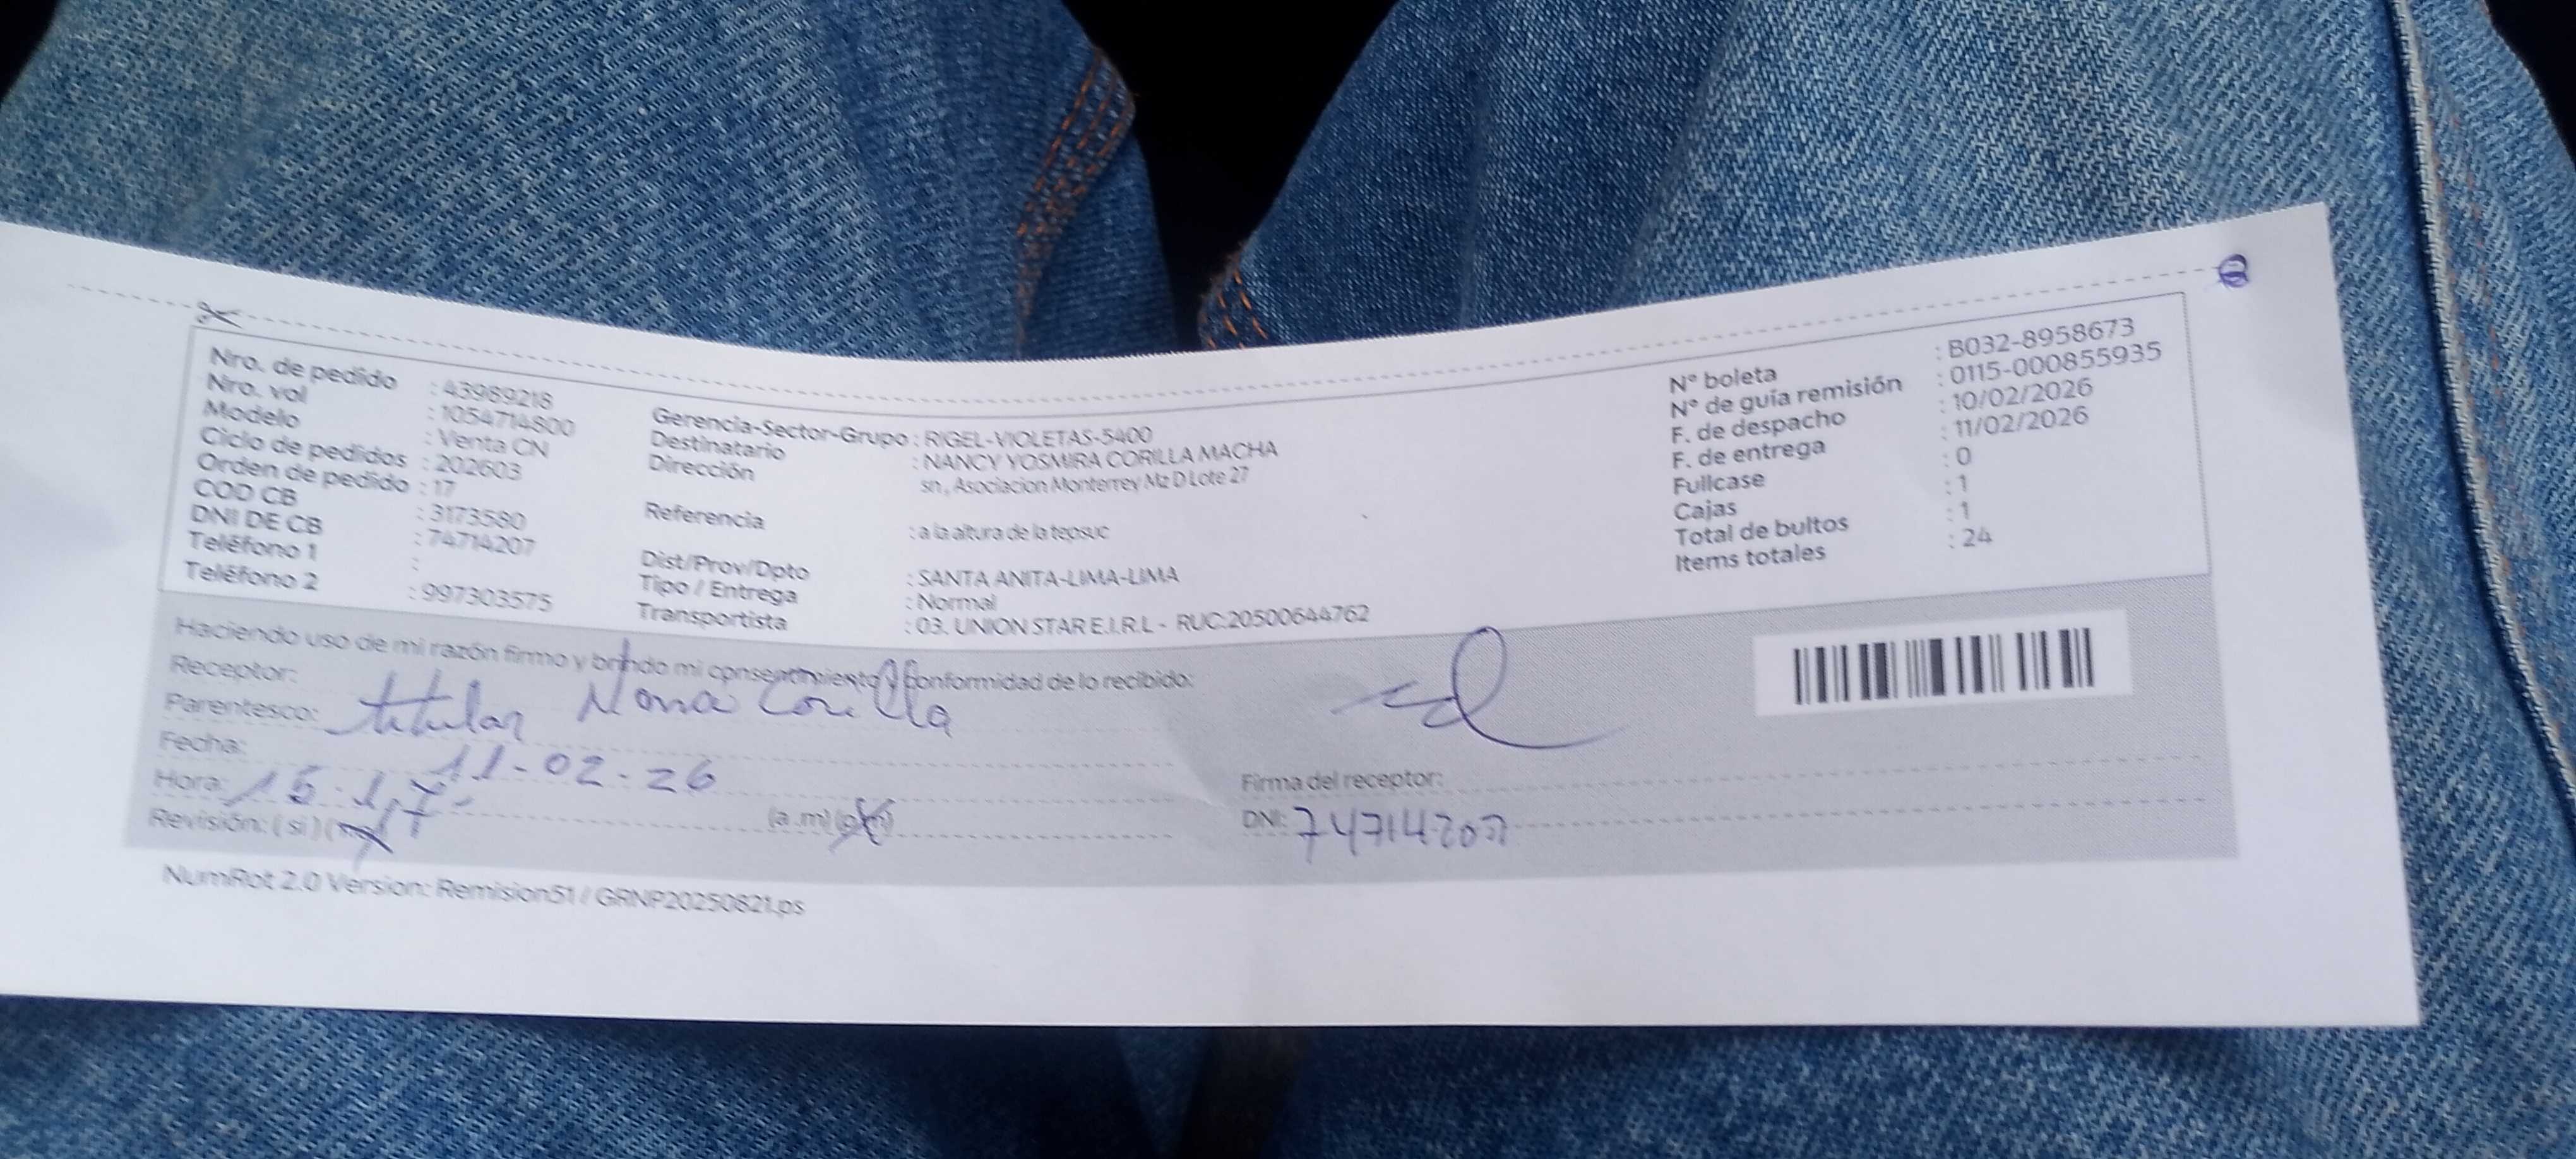 Nro. de pedido : 43989218
Nro. vol : 1054714800
Modelo : Venta CN
Ciclo de pedidos : 202603
Orden de pedido : 17
COD CB : 3173580
DNI DE CB : 74714207
Teléfono 1 :
Teléfono 2 : 997303575
Gerencia-Sector-Grupo : RIGEL-VIOLETAS-5400
Destinatario : NANCY YOSMIRA CORILLA MACHA
Dirección sn , Asociacion Monterrey Mz D Lote 27
Referencia : a la altura de la tepsuc
Dist/Prov/Dpto : SANTA ANITA-LIMA-LIMA
Tipo / Entrega : Normal
Transportista : 03. UNION STAR E.I.R.L - RUC:20500644762
N° boleta : B032-8958673
N° de guía remisión : 0115-000855935
F. de despacho : 10/02/2026
F. de entrega : 11/02/2026
Fullcase : 0
Cajas : 1
Total de bultos : 1
Items totales : 24
Haciendo uso de mi razón firmo y brindo mi consentimiento y conformidad de lo recibido:
Receptor:
Parentesco: titular Corilla
Fecha: 11-02-26
Hora: (a .m) (p.m)
Revisión: ( si ) (no)
Firma del receptor:
DNI: 74714207
NumRot 2.0 Version: Remision51 / GRNP20250821.ps